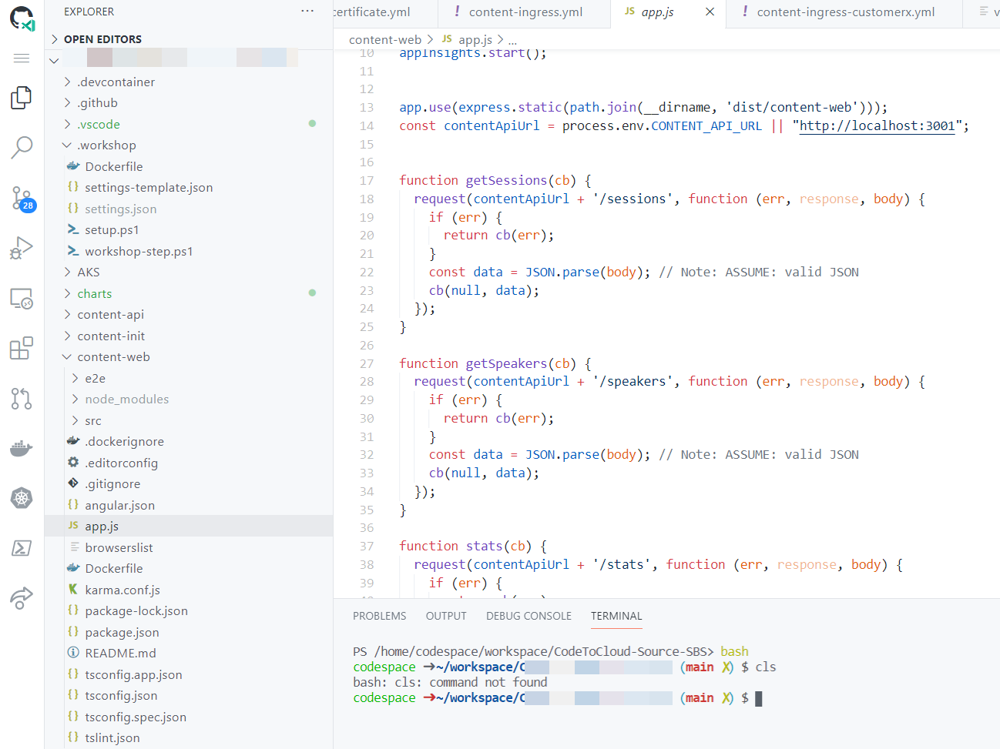 EXPLORER
···
OPEN EDITORS
.devcontainer
.github
.vscode
.workshop
Dockerfile
settings-template.json
settings.json
setup.ps1
workshop-step.ps1
AKS
charts
content-api
content-init
content-web
e2e
node_modules
src
.dockerignore
.editorconfig
.gitignore
angular.json
app.js
browserslist
Dockerfile
karma.conf.js
package-lock.json
package.json
README.md
tsconfig.app.json
tsconfig.json
tsconfig.spec.json
tslint.json
28
certificate.yml
! content-ingress.yml
JS app.js
! content-ingress-customerx.yml
content-web > JS app.js > ...
10 appInsights.start();
11
12
13 app.use(express.static(path.join(__dirname, 'dist/content-web')));
14 const contentApiUrl = process.env.CONTENT_API_URL || "http://localhost:3001";
15
16
17 function getSessions(cb) {
18 request(contentApiUrl + '/sessions', function (err, response, body) {
19 if (err) {
20 return cb(err);
21 }
22 const data = JSON.parse(body); // Note: ASSUME: valid JSON
23 cb(null, data);
24 });
25 }
26
27 function getSpeakers(cb) {
28 request(contentApiUrl + '/speakers', function (err, response, body) {
29 if (err) {
30 return cb(err);
31 }
32 const data = JSON.parse(body); // Note: ASSUME: valid JSON
33 cb(null, data);
34 });
35 }
36
37 function stats(cb) {
38 request(contentApiUrl + '/stats', function (err, response, body) {
39 if (err) {
PROBLEMS OUTPUT DEBUG CONSOLE TERMINAL
PS /home/codespace/workspace/CodeToCloud-Source-SBS> bash
codespace ➜~/workspace/C (main ✗) $ cls
bash: cls: command not found
codespace ➜~/workspace/C (main ✗) $